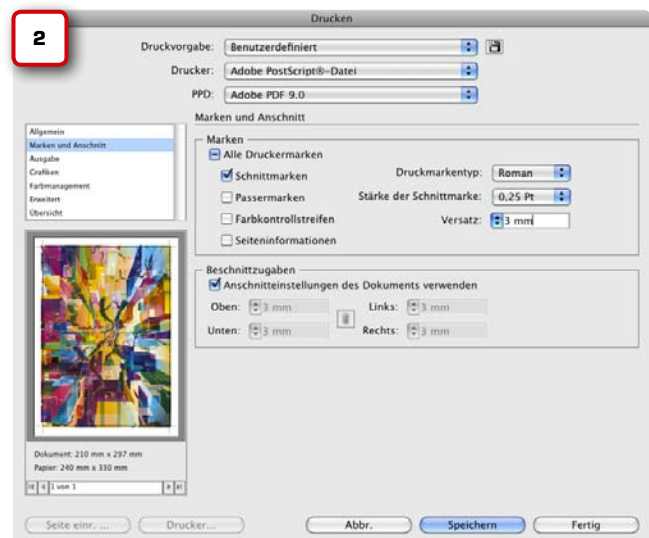 Drucken
2
Druckvorgabe: Benutzerdefiniert
Drucker: Adobe PostScript®-Datei
PPD: Adobe PDF 9.0
Marken und Anschnitt
Allgemein
Marken und Anschnitt
Ausgabe
Grafiken
Farbmanagement
Erweitert
Übersicht
Marken
Alle Druckermarken
Schnittmarken
Druckmarkentyp: Roman
Passermarken
Stärke der Schnittmarke: 0,25 Pt
Farbkontrollstreifen
Versatz: 3 mm
Seiteninformationen
Beschnittzugaben
Anschnitteinstellungen des Dokuments verwenden
Oben: 3 mm Links: 3 mm
Unten: 3 mm Rechts: 3 mm
Dokument: 210 mm x 297 mm
Papier: 240 mm x 330 mm
1 von 1
Seite einr. ... Drucker... Abbr. Speichern Fertig